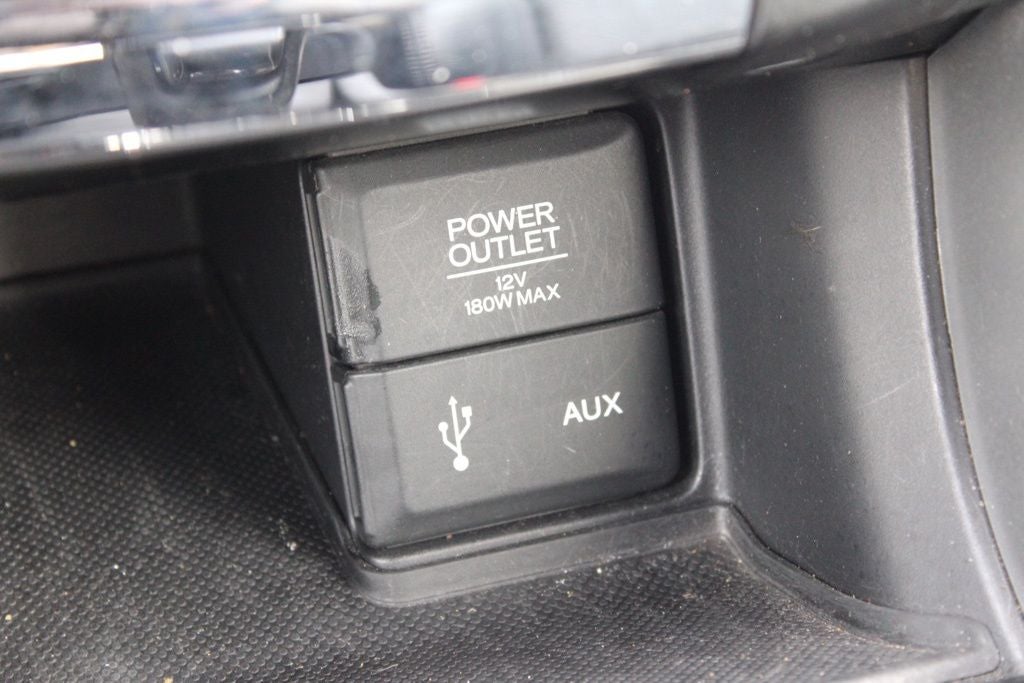 POWER
OUTLET
12V
180W MAX
AUX